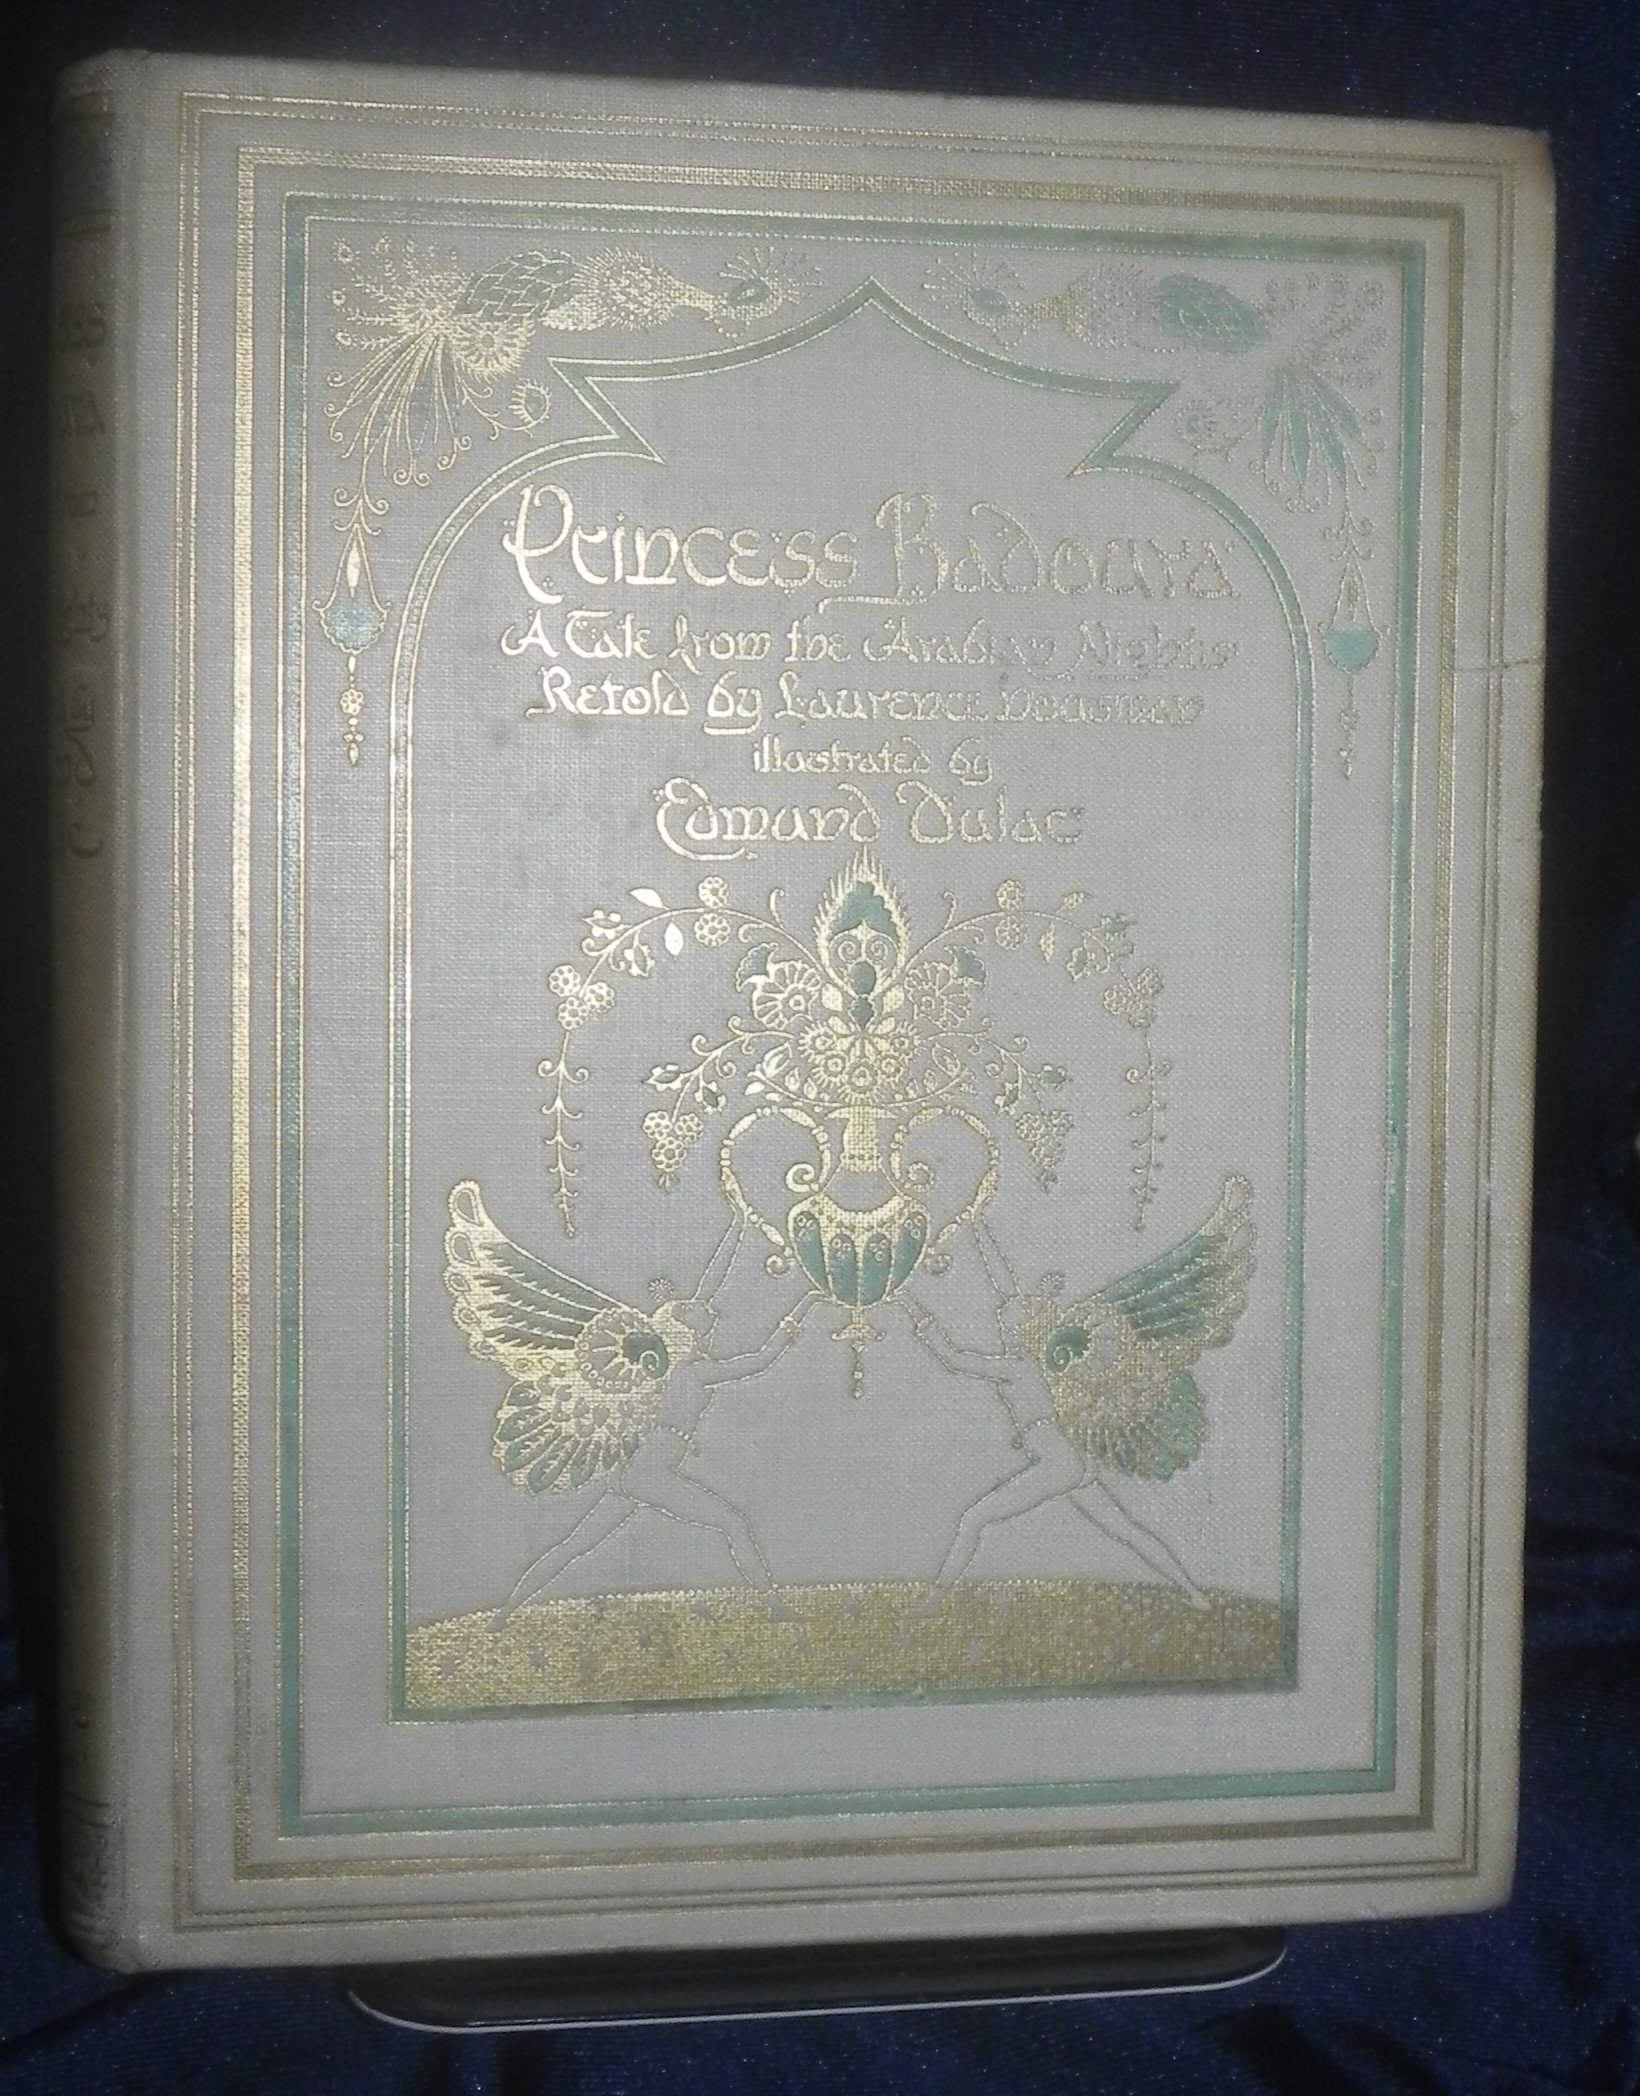 Princess Badoura
A Tale from the Arabian Nights
Retold by Laurence Housman
illustrated by
Edmund Dulac